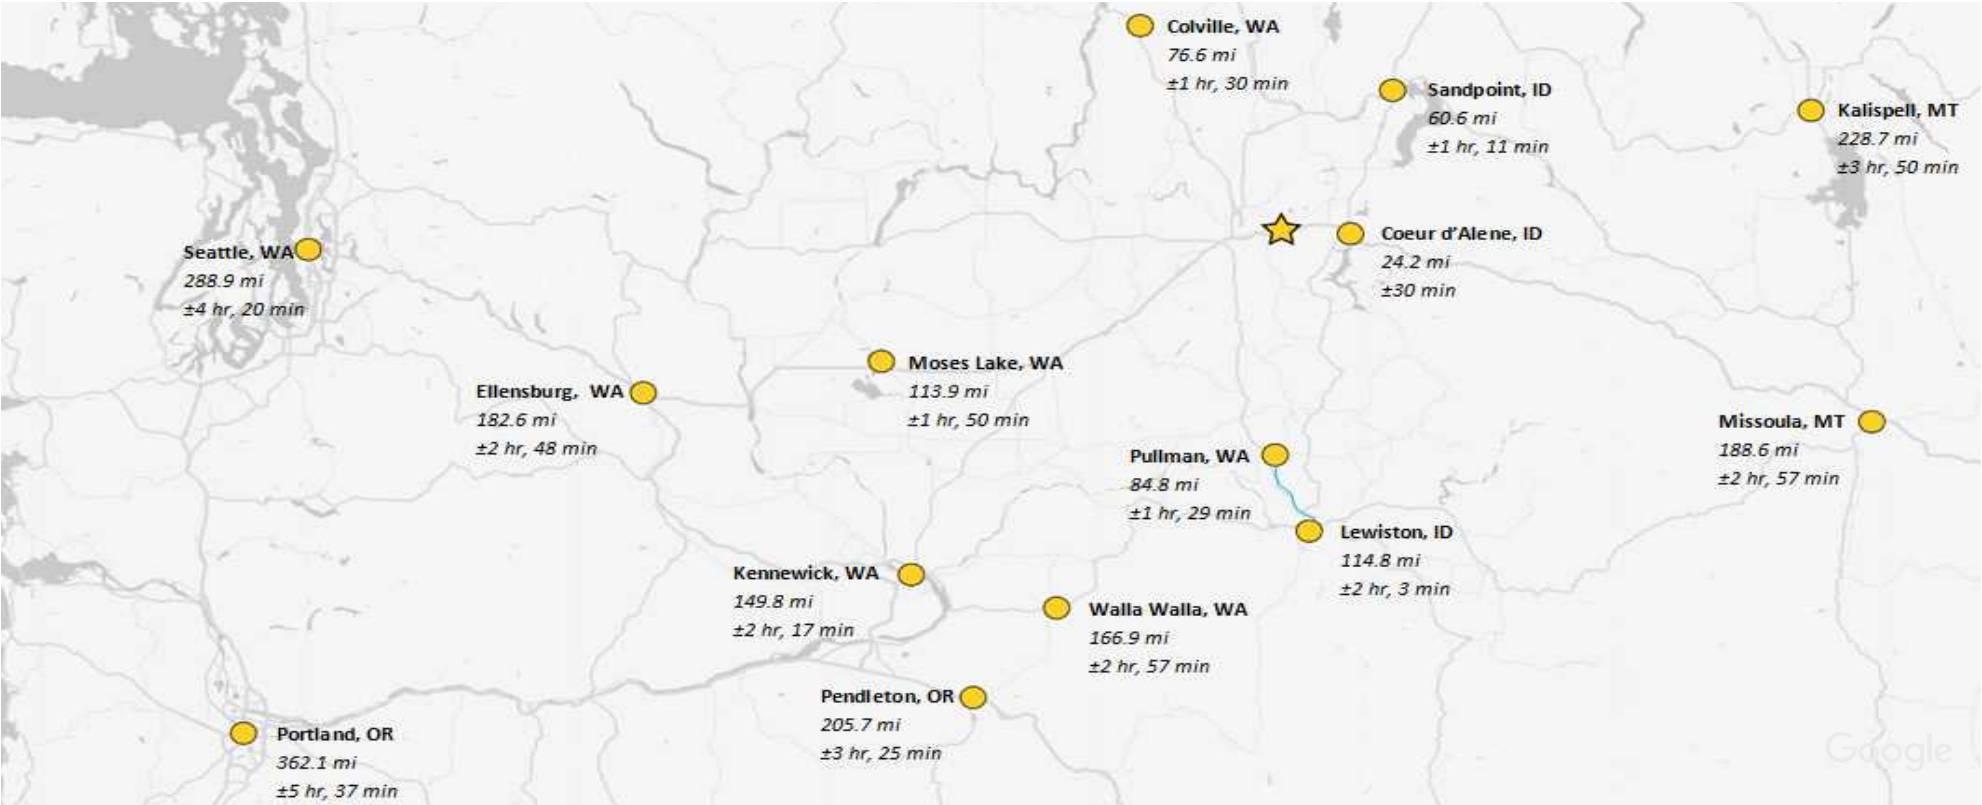 Colville, WA
76.6 mi
±1 hr, 30 min
Sandpoint, ID
60.6 mi
±1 hr, 11 min
Kalispell, MT
228.7 mi
±3 hr, 50 min
Seattle, WA
288.9 mi
±4 hr, 20 min
Coeur d’Alene, ID
24.2 mi
±30 min
Moses Lake, WA
113.9 mi
±1 hr, 50 min
Ellensburg, WA
182.6 mi
±2 hr, 48 min
Missoula, MT
188.6 mi
±2 hr, 57 min
Pullman, WA
84.8 mi
±1 hr, 29 min
Lewiston, ID
114.8 mi
±2 hr, 3 min
Kennewick, WA
149.8 mi
±2 hr, 17 min
Walla Walla, WA
166.9 mi
±2 hr, 57 min
Pendleton, OR
205.7 mi
±3 hr, 25 min
Portland, OR
362.1 mi
±5 hr, 37 min
Google